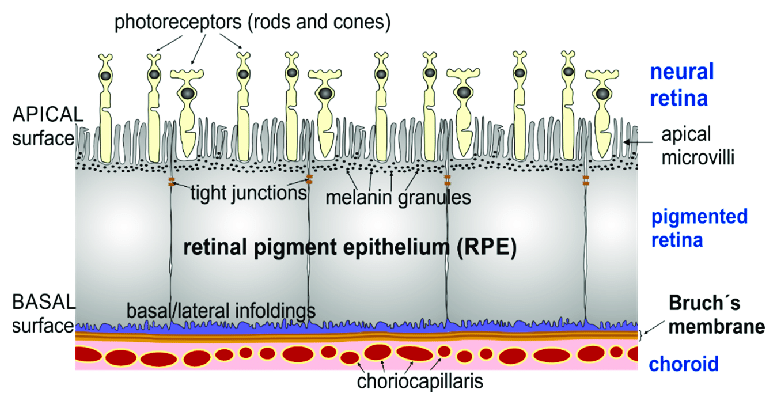 photoreceptors (rods and cones)
neural
retina
APICAL
surface
apical
microvilli
tight junctions
melanin granules
pigmented
retina
retinal pigment epithelium (RPE)
BASAL
surface
basal/lateral infoldings
Bruch´s
membrane
choroid
choriocapillaris